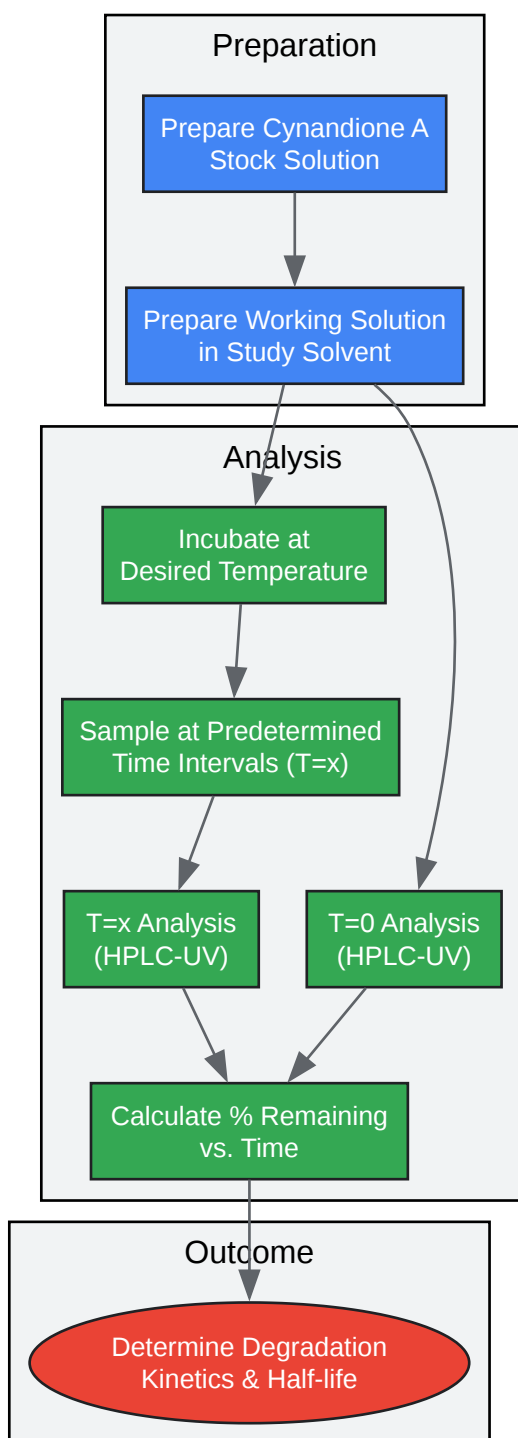 Preparation
Prepare Cynandione A
Stock Solution
Prepare Working Solution
in Study Solvent
Analysis
Incubate at
Desired Temperature
Sample at Predetermined
Time Intervals (T=x)
T=x Analysis
(HPLC-UV)
T=0 Analysis
(HPLC-UV)
Calculate % Remaining
vs. Time
Outcome
Determine Degradation
Kinetics & Half-life